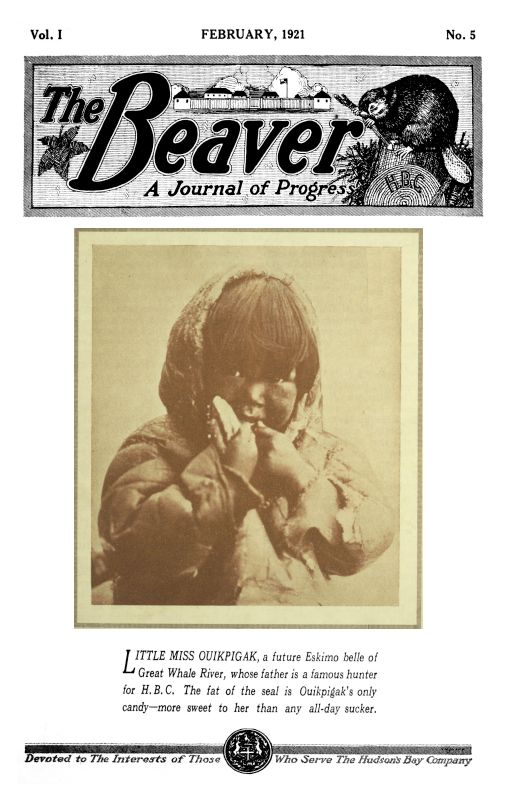 Vol. I FEBRUARY, 1921 No. 5
The Beaver
A Journal of Progress
H.B.C.
LITTLE MISS OUIKPIGAK, a future Eskimo belle of
Great Whale River, whose father is a famous hunter
for H.B.C. The fat of the seal is Ouikpigak's only
candy—more sweet to her than any all-day sucker.
Devoted to The Interests of Those Who Serve The Hudson's Bay Company